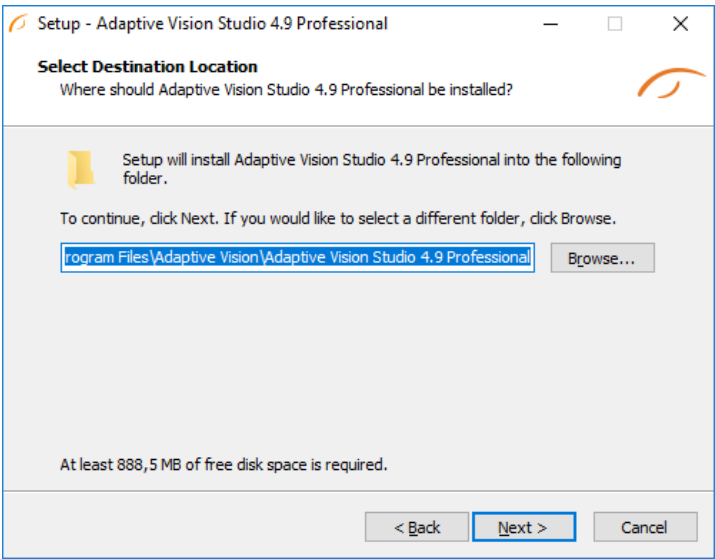 Setup - Adaptive Vision Studio 4.9 Professional
Select Destination Location
Where should Adaptive Vision Studio 4.9 Professional be installed?
Setup will install Adaptive Vision Studio 4.9 Professional into the following
folder.
To continue, click Next. If you would like to select a different folder, click Browse.
rogram Files\Adaptive Vision\Adaptive Vision Studio 4.9 Professional
Browse...
At least 888,5 MB of free disk space is required.
< Back
Next >
Cancel